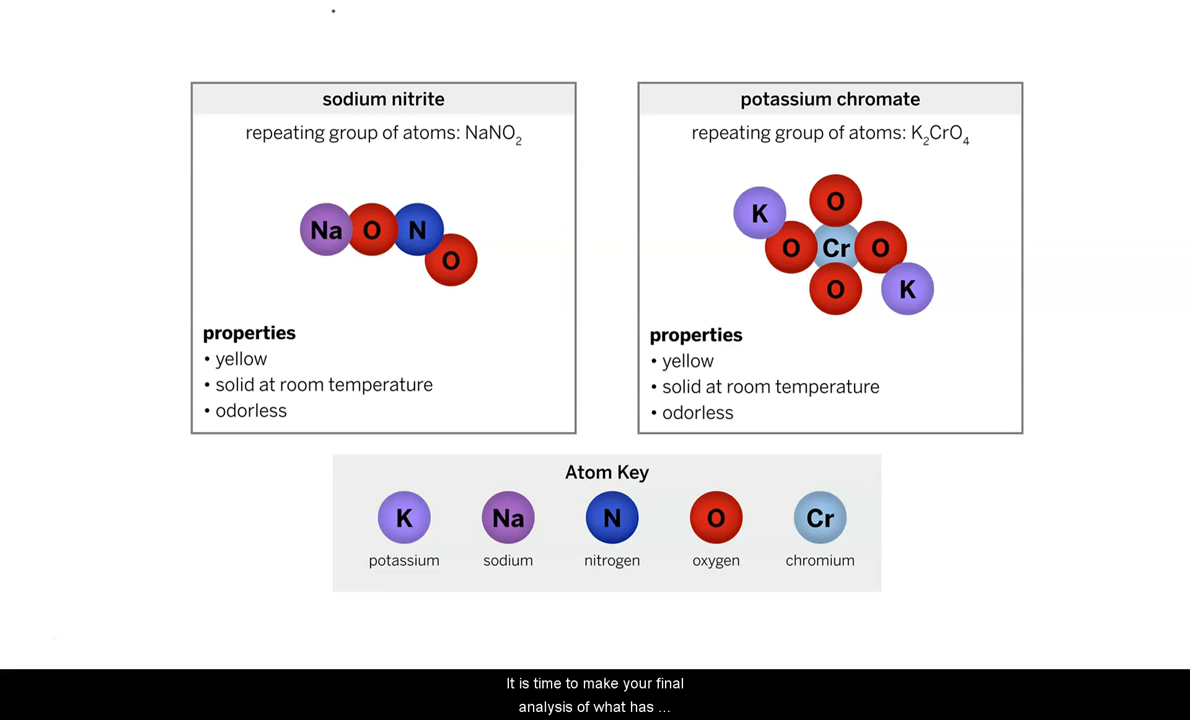 sodium nitrite
repeating group of atoms: NaNO₂
Na O N O
properties
• yellow
• solid at room temperature
• odorless
potassium chromate
repeating group of atoms: K₂CrO₄
O
K
O Cr O
O K
properties
• yellow
• solid at room temperature
• odorless
Atom Key
K Na N O Cr
potassium sodium nitrogen oxygen chromium
It is time to make your final
analysis of what has ...